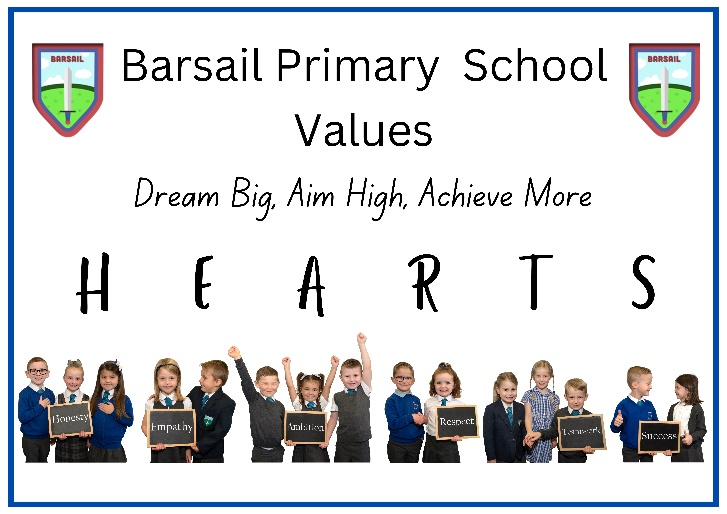 BARSAIL
BARSAIL
Barsail Primary School
Values
Dream Big, Aim High, Achieve More
H E A R T S
Honesty
Empathy
Ambition
Respect
Teamwork
Success